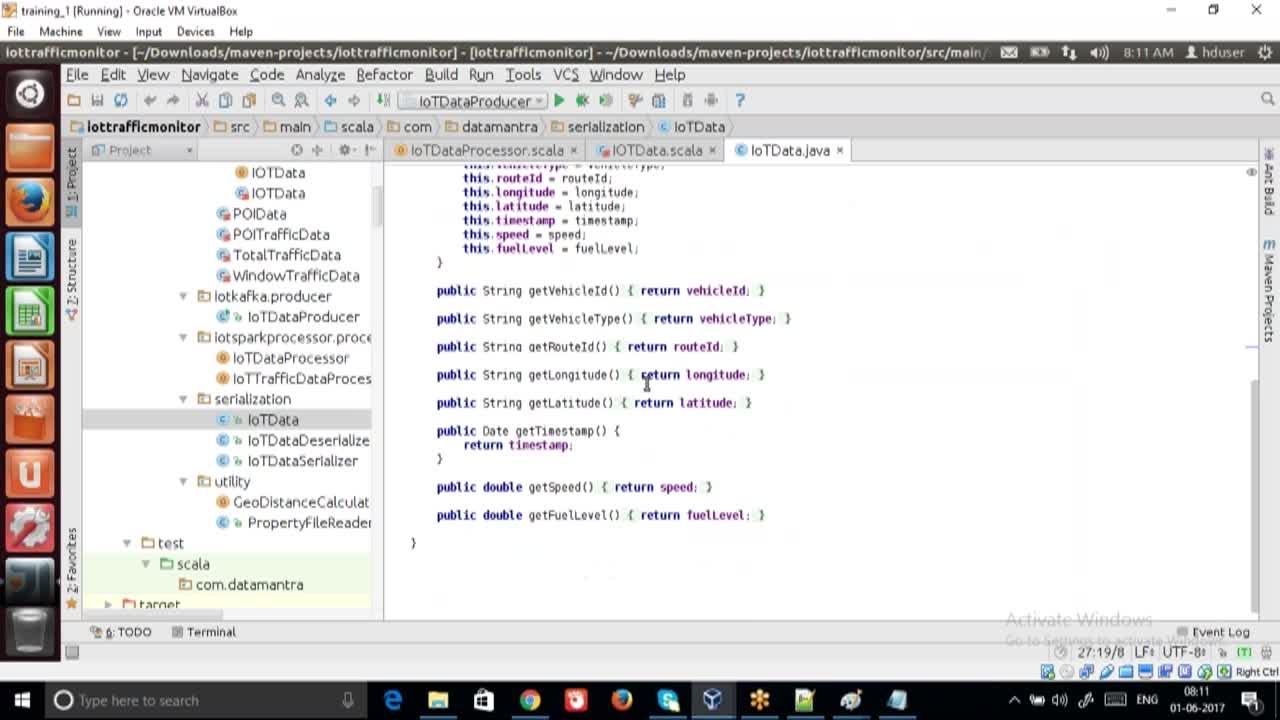 training_1 [Running] - Oracle VM VirtualBox
File Machine View Input Devices Help
iottrafficmonitor - [~/Downloads/maven-projects/iottrafficmonitor] - [iottrafficmonitor] - ~/Downloads/maven-projects/iottrafficmonitor/src/main/
8:11 AM hduser
File Edit View Navigate Code Analyze Refactor Build Run Tools VCS Window Help
IoTDataProducer
iottrafficmonitor src main scala com datamantra serialization IoTData
Project
IoTDataProcessor.scala IOTData.scala IoTData.java
1: Project
7: Structure
2: Favorites
Ant Build
Maven Projects
IOTData
IOTData
POIData
POITrafficData
TotalTrafficData
WindowTrafficData
iotkafka.producer
IoTDataProducer
iotsparkprocessor.proce
IoTDataProcessor
IoTTrafficDataProces
serialization
IoTData
IoTDataDeserialize
IoTDataSerializer
utility
GeoDistanceCalculat
PropertyFileReader
test
scala
com.datamantra
target
this.vehicleType = vehicleType;
this.routeId = routeId;
this.longitude = longitude;
this.latitude = latitude;
this.timestamp = timestamp;
this.speed = speed;
this.fuelLevel = fuelLevel;
}
public String getVehicleId() { return vehicleId; }
public String getVehicleType() { return vehicleType; }
public String getRouteId() { return routeId; }
public String getLongitude() { return longitude; }
public String getLatitude() { return latitude; }
public Date getTimestamp() {
return timestamp;
}
public double getSpeed() { return speed; }
public double getFuelLevel() { return fuelLevel; }
}
Activate Windows
Go to Settings to activate Windows.
6: TODO Terminal Event Log
27:19/8 LF UTF-8
Right Ctrl
Type here to search
ENG
08:11
01-06-2017